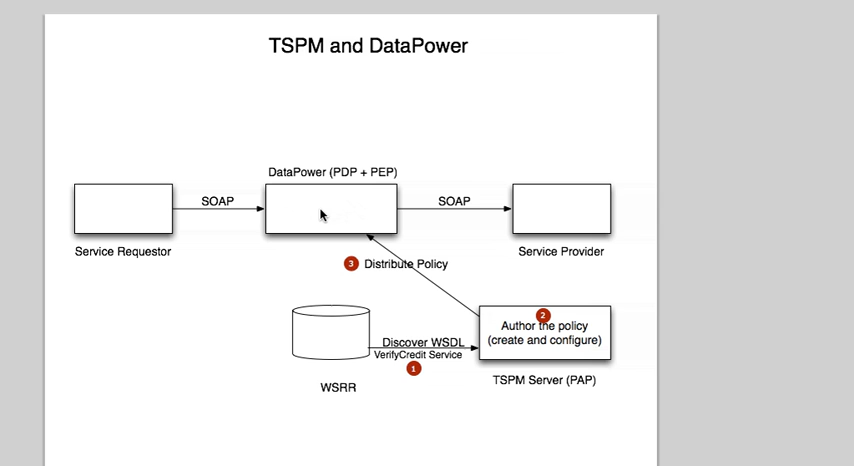 TSPM and DataPower
DataPower (PDP + PEP)
SOAP
SOAP
Service Requestor
Service Provider
3 Distribute Policy
2
Author the policy
(create and configure)
Discover WSDL
VerifyCredit Service
1
TSPM Server (PAP)
WSRR